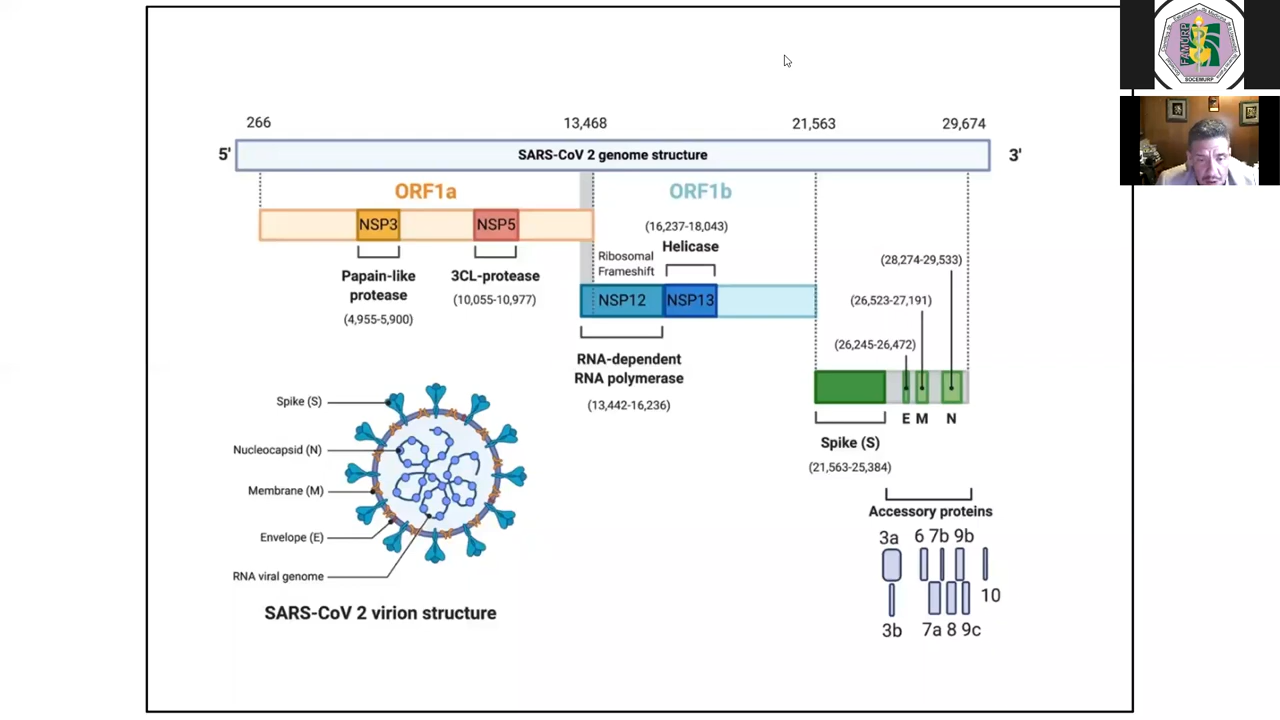 266
13,468
21,563
29,674
5'
SARS-CoV 2 genome structure
3'
ORF1a
ORF1b
NSP3
NSP5
(16,237-18,043)
Helicase
Ribosomal
Frameshift
Papain-like
protease
(4,955-5,900)
3CL-protease
(10,055-10,977)
NSP12
NSP13
RNA-dependent
RNA polymerase
(13,442-16,236)
(28,274-29,533)
(26,523-27,191)
(26,245-26,472)
E M N
Spike (S)
(21,563-25,384)
Accessory proteins
3a
6 7b 9b
10
3b
7a 8 9c
Spike (S)
Nucleocapsid (N)
Membrane (M)
Envelope (E)
RNA viral genome
SARS-CoV 2 virion structure
FAMURP
SOCEMURP